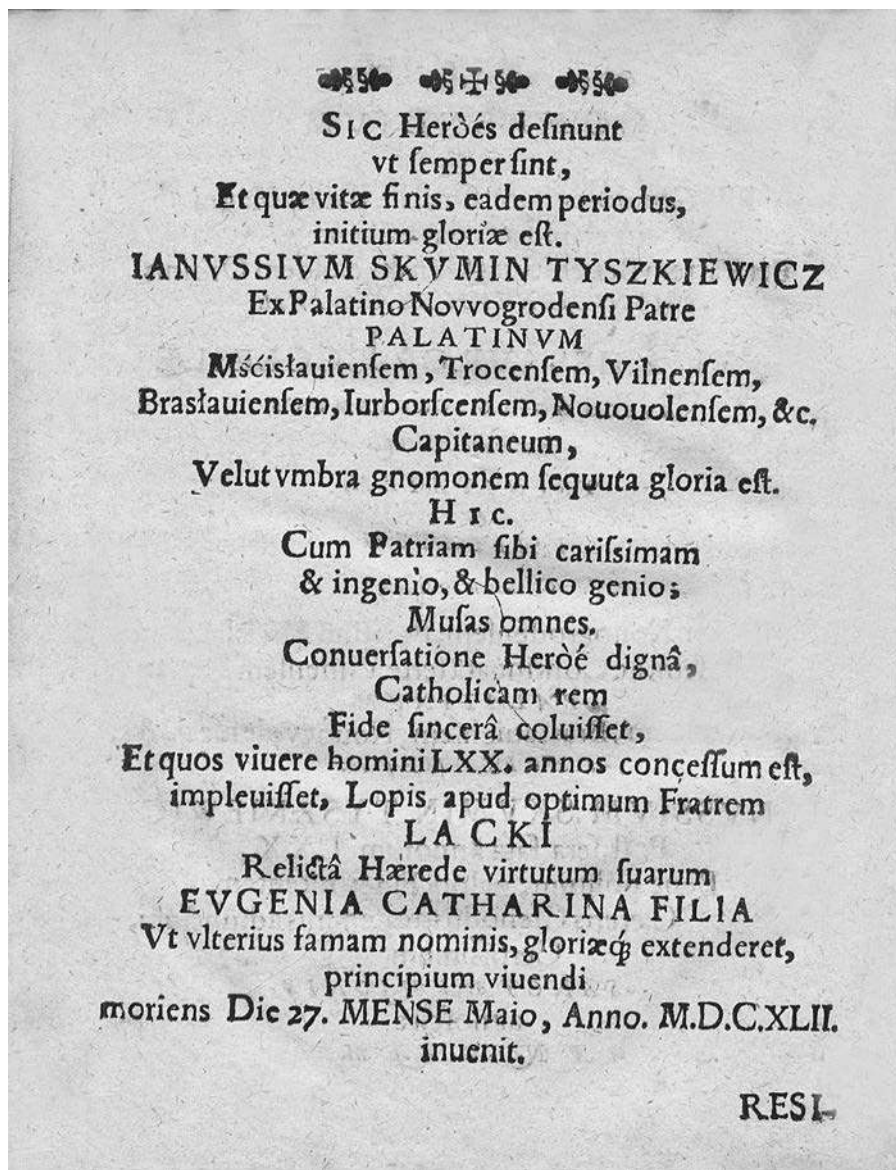 SIC Heròés deſinunt
vt ſemper ſint,
Et quæ vitæ finis, eadem periodus,
initium gloriæ eſt.
IANVSSIVM SKVMIN TYSZKIEWICZ
Ex Palatino Novvogrodenſi Patre
PALATINVM
Mśćisłauienſem, Trocenſem, Vilnenſem,
Brasłauienſem, Iurborſcenſem, Nououolenſem, &c.
Capitaneum,
Velut vmbra gnomonem ſequuta gloria eſt.
HIC.
Cum Patriam ſibi cariſsimam
& ingenio, & bellico genio;
Muſas omnes.
Conuerſatione Heròé dignâ,
Catholicam rem
Fide ſincerâ coluiſſet,
Et quos viuere homini LXX. annos conçeſſum eſt,
impleuiſſet, Lopis apud optimum Fratrem
LACKI
Relictâ Hærede virtutum ſuarum
EVGENIA CATHARINA FILIA
Vt vlterius famam nominis, gloriæq́; extenderet,
principium viuendi
moriens Die 27. MENSE Maio, Anno. M.D.C.XLII.
inuenit.
RESI-